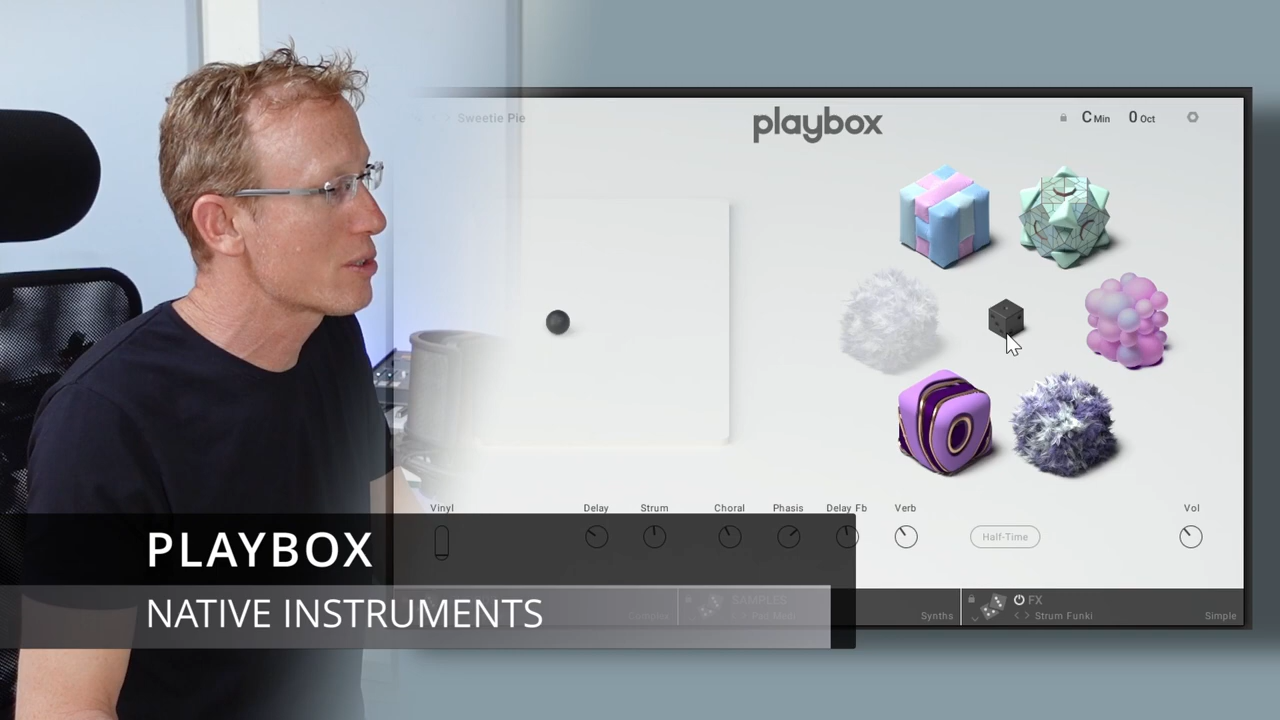 Sweetie Pie
playbox
C Min 0 Oct
Vinyl Delay Strum Choral Phasis Delay Fb Verb Vol
Half-Time
PLAYBOX
NATIVE INSTRUMENTS
SAMPLES FX
Synths < > Strum Funki Simple